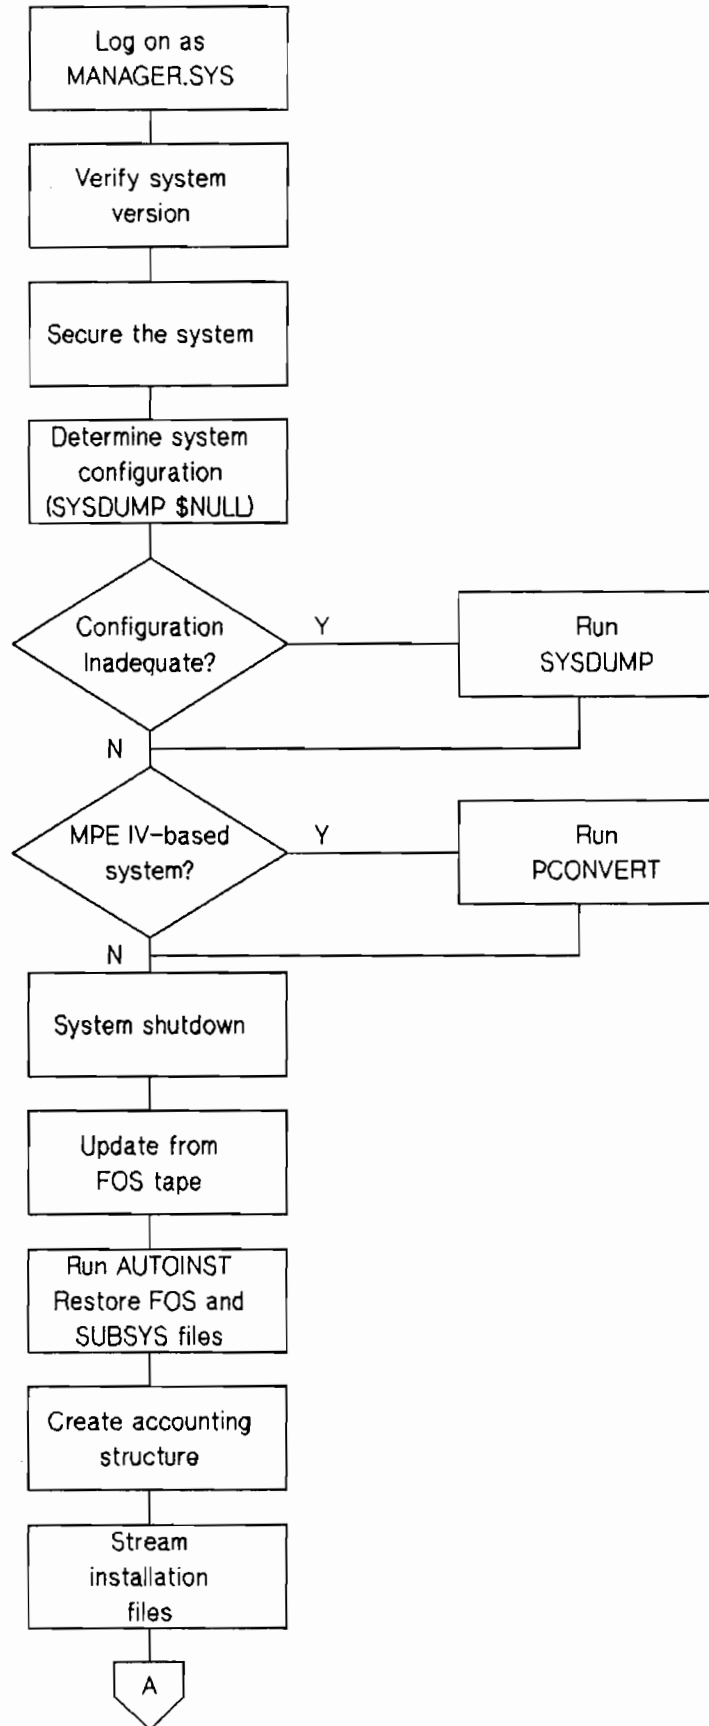 Log on as
MANAGER.SYS
Verify system
version
Secure the system
Determine system
configuration
(SYSDUMP $NULL)
Configuration
Inadequate?
Y
Run
SYSDUMP
N
MPE IV-based
system?
Y
Run
PCONVERT
N
System shutdown
Update from
FOS tape
Run AUTOINST
Restore FOS and
SUBSYS files
Create accounting
structure
Stream
installation
files
A